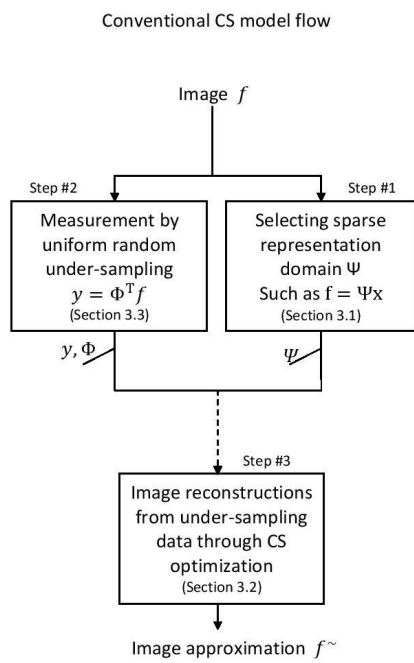 Conventional CS model flow
Image f
Step #2
Measurement by
uniform random
under-sampling
y = Φᵀf
(Section 3.3)
y, Φ
Step #1
Selecting sparse
representation
domain Ψ
Such as f = Ψx
(Section 3.1)
Ψ
Step #3
Image reconstructions
from under-sampling
data through CS
optimization
(Section 3.2)
Image approximation f~